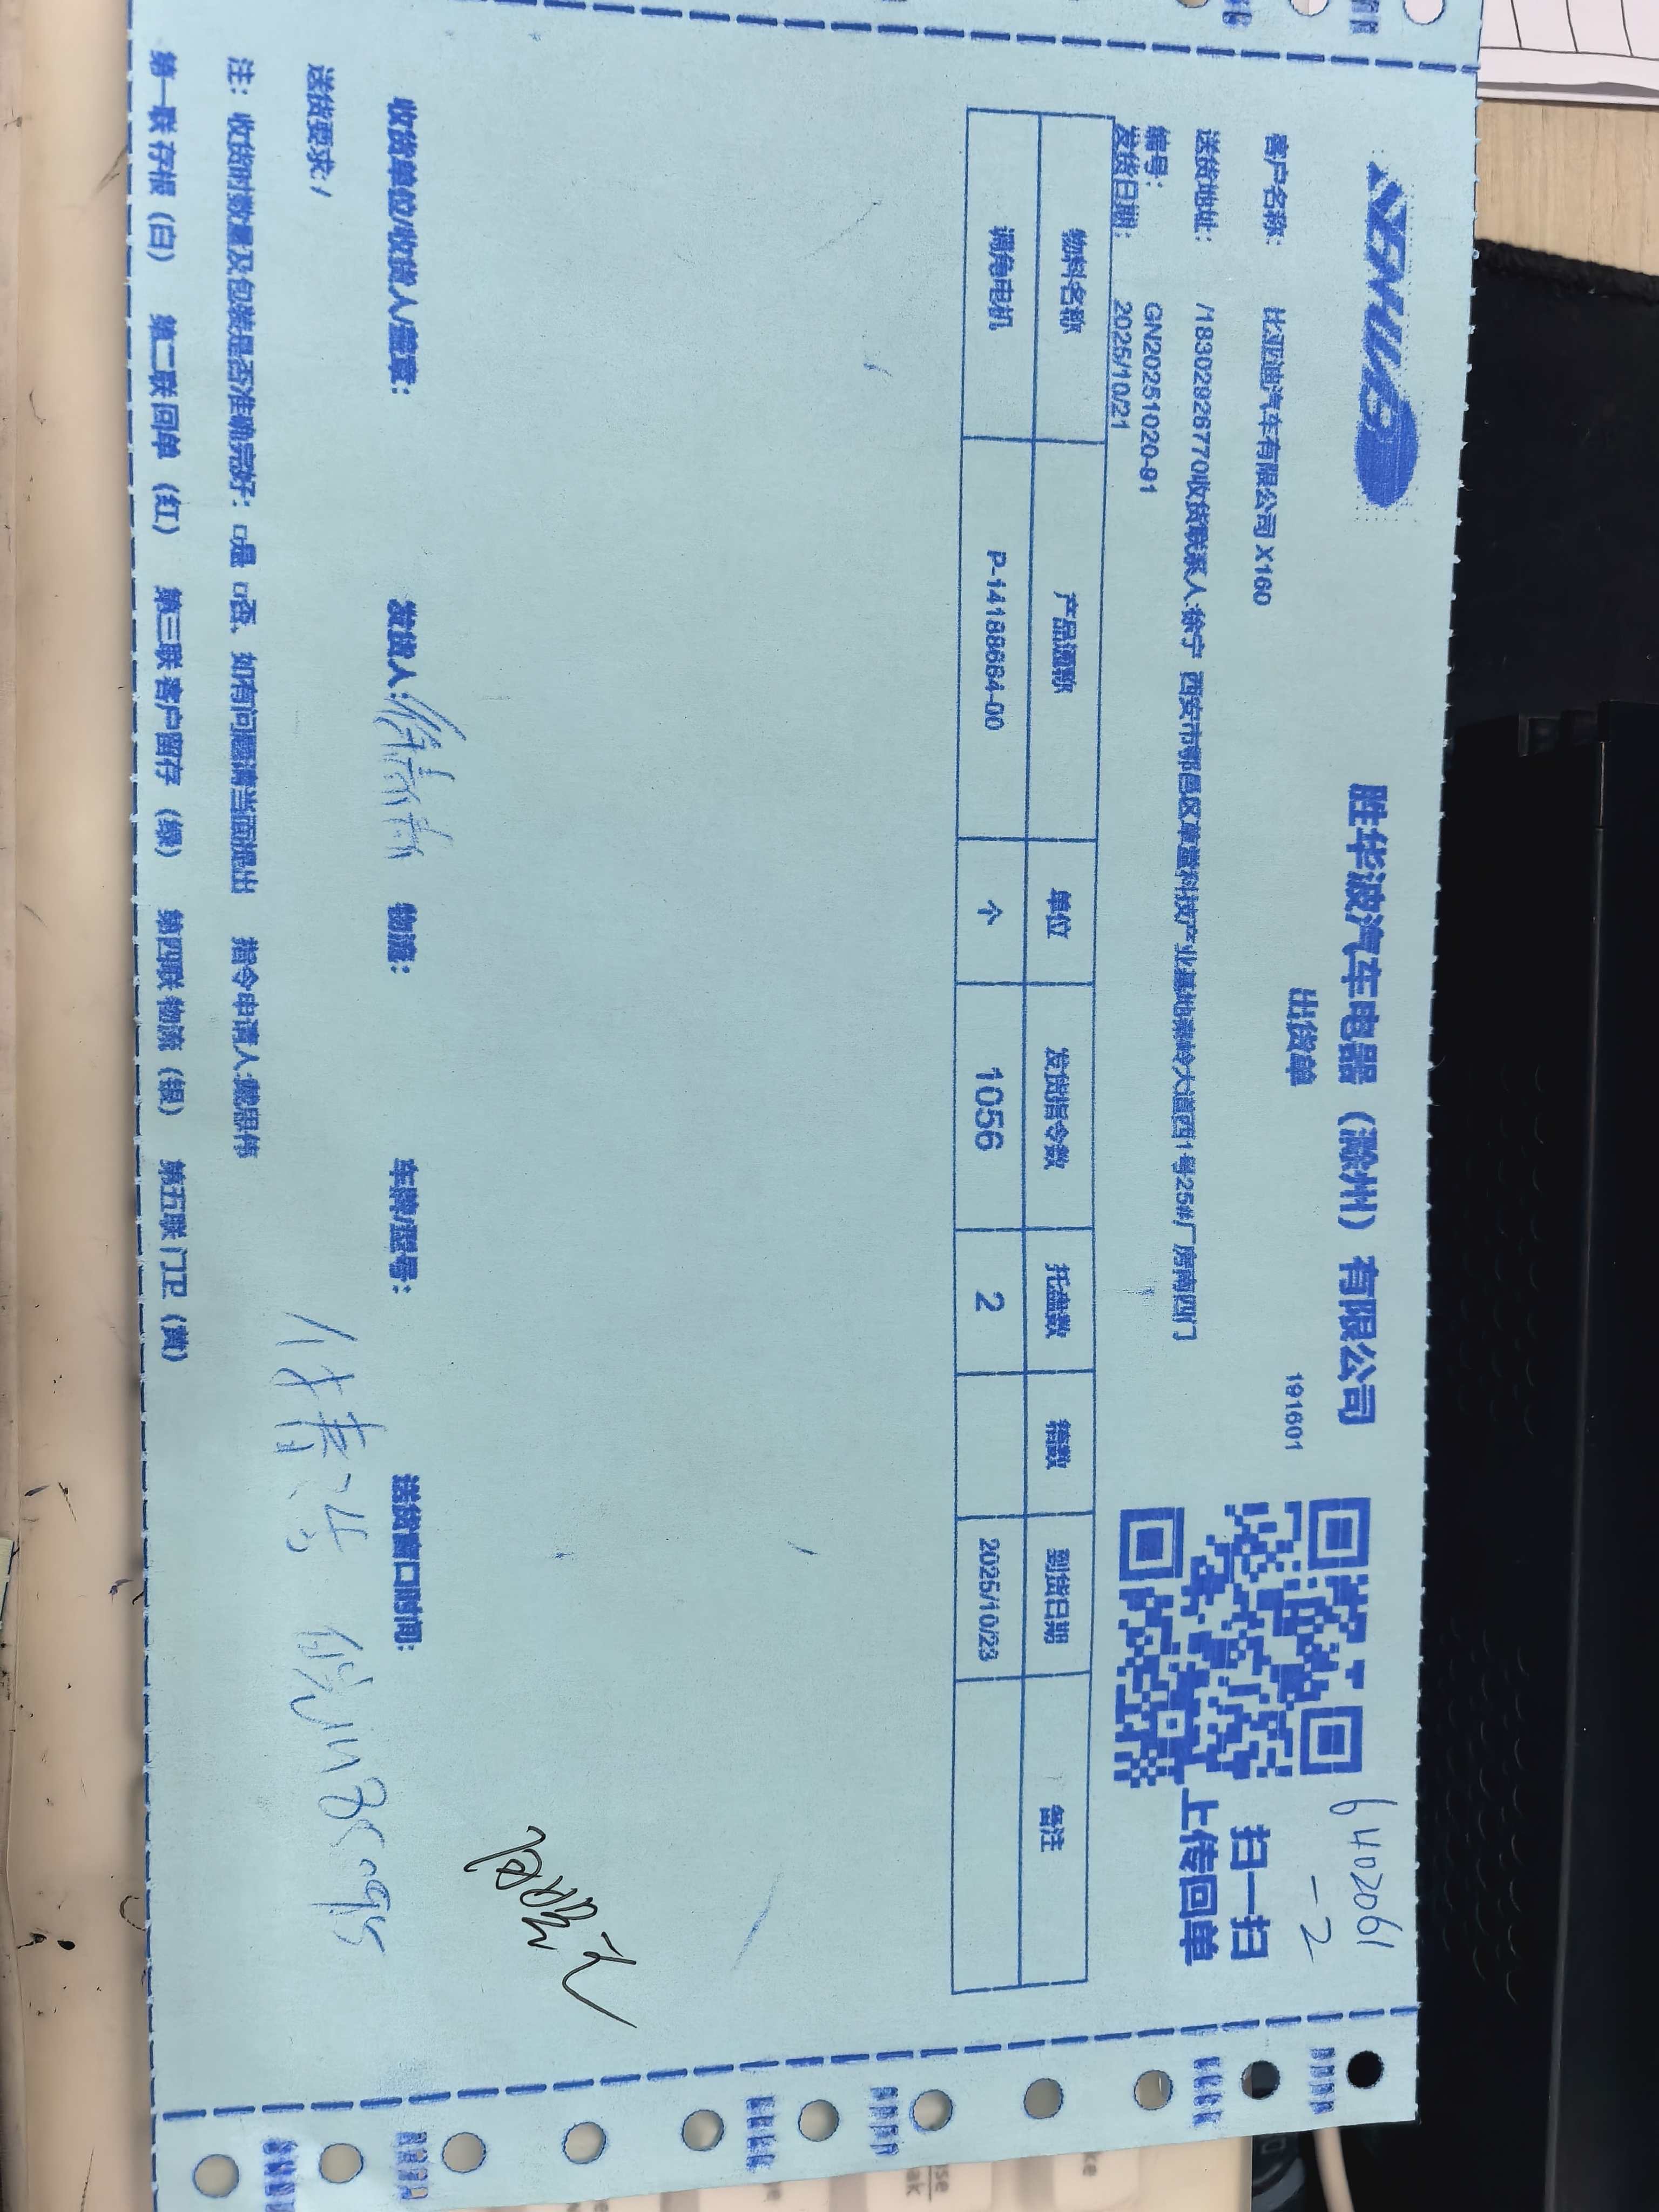 胜华波汽车电器（滁州）有限公司
出货单
191601
客户名称： 比亚迪汽车有限公司 X160
送货地址： /18302926770收货联系人:徐宁 西安市鄠邑区草堂科技产业基地秦岭大道西1号25#厂房南四门
编号： GN20251020-01
发货日期： 2025/10/21
6402061
-2
扫一扫
上传回单
物料名称 产品通称 单位 发货指令数 托盘数 箱数 到货日期 备注
调角电机 P-14188684-00 个 1056 2 2025/10/23
收货单位/收货人/盖章： 发货人: 物流： 车牌/型号： 送货窗口时间:
送货要求: /
注：收货时数量及包装是否准确完好：□是 □否, 如有问题请当面提出 指令申请人:
第一联 存根（白） 第二联 回单（红） 第三联 客户留存（绿） 第四联 物流（银） 第五联 门卫（黄）